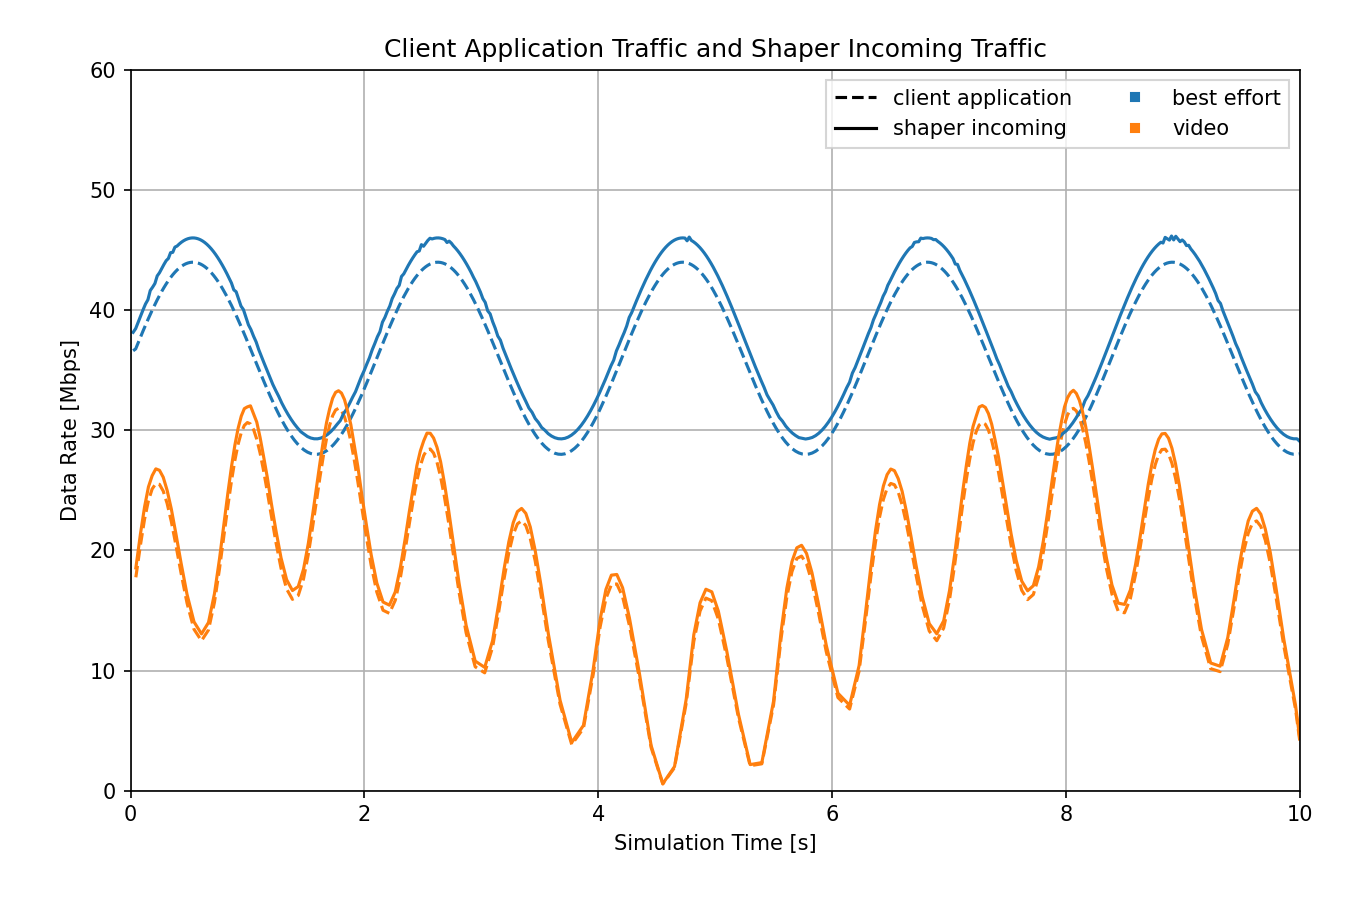 Client Application Traffic and Shaper Incoming Traffic
60
50
40
30
20
10
0
Data Rate [Mbps]
client application
shaper incoming
best effort
video
0 2 4 6 8 10
Simulation Time [s]